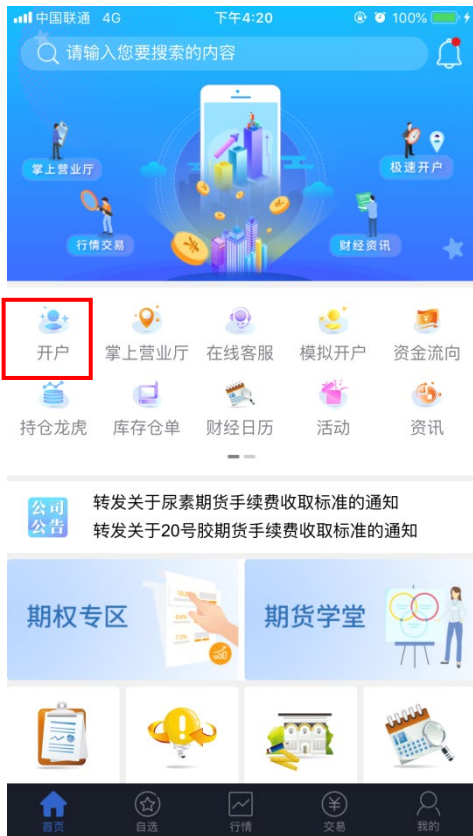 中国联通 4G 下午4:20 100%
请输入您要搜索的内容
掌上营业厅
极速开户
行情交易
财经资讯
开户 掌上营业厅 在线客服 模拟开户 资金流向
持仓龙虎 库存仓单 财经日历 活动 资讯
公司
公告
转发关于尿素期货手续费收取标准的通知
转发关于20号胶期货手续费收取标准的通知
期权专区 期货学堂
首页 自选 行情 交易 我的